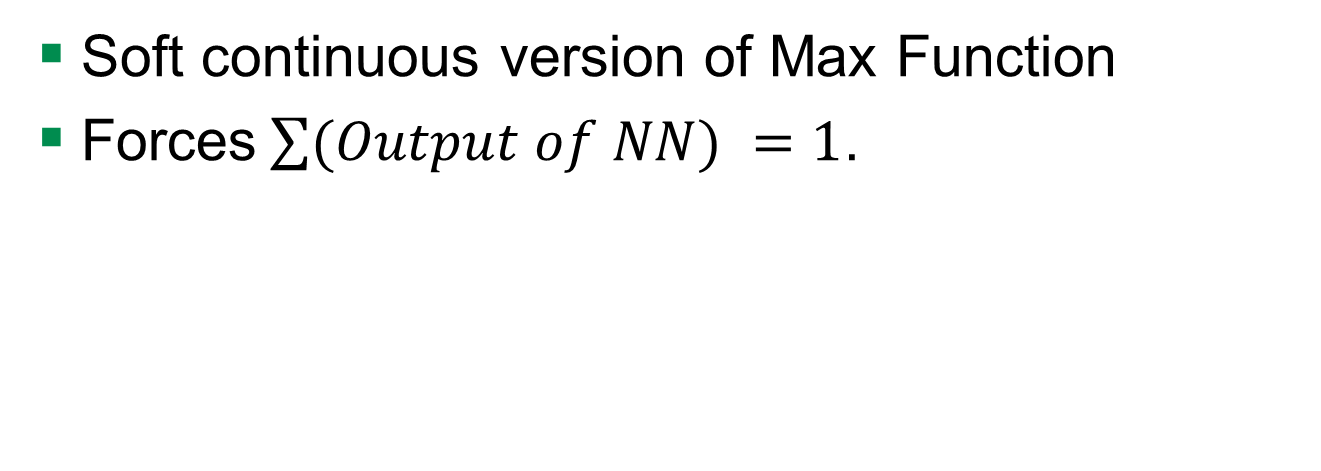 ▪ Soft continuous version of Max Function
▪ Forces ∑(Output of NN) = 1.